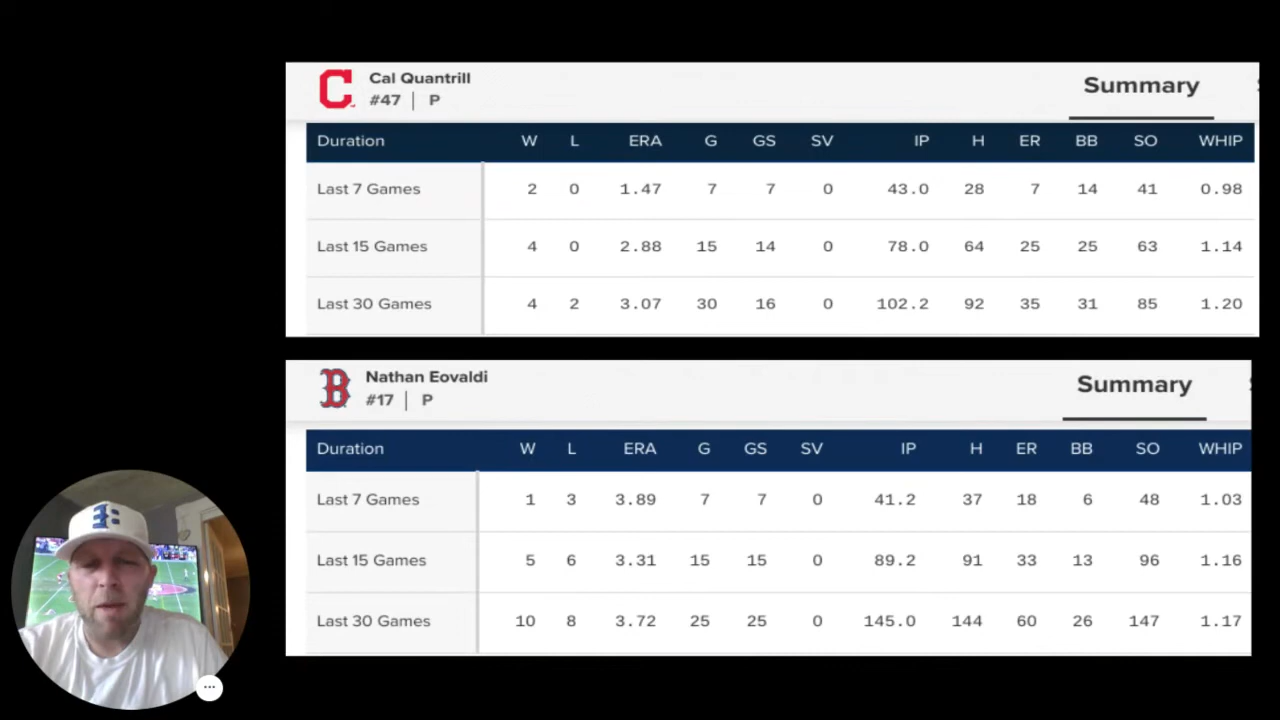 Cal Quantrill
#47 | P
Summary
Duration W L ERA G GS SV IP H ER BB SO WHIP
Last 7 Games 2 0 1.47 7 7 0 43.0 28 7 14 41 0.98
Last 15 Games 4 0 2.88 15 14 0 78.0 64 25 25 63 1.14
Last 30 Games 4 2 3.07 30 16 0 102.2 92 35 31 85 1.20
Nathan Eovaldi
#17 | P
Summary
Duration W L ERA G GS SV IP H ER BB SO WHIP
Last 7 Games 1 3 3.89 7 7 0 41.2 37 18 6 48 1.03
Last 15 Games 5 6 3.31 15 15 0 89.2 91 33 13 96 1.16
Last 30 Games 10 8 3.72 25 25 0 145.0 144 60 26 147 1.17